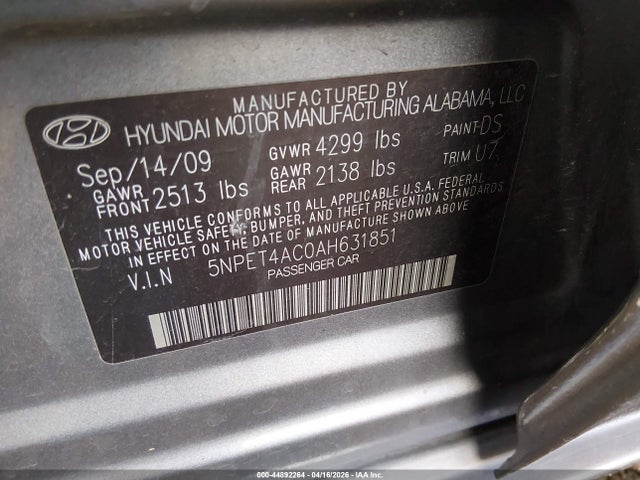 MANUFACTURED BY
HYUNDAI MOTOR MANUFACTURING ALABAMA, LLC
Sep/14/09 GVWR 4299 lbs PAINT DS
GAWR FRONT 2513 lbs GAWR REAR 2138 lbs TRIM U7
THIS VEHICLE CONFORMS TO ALL APPLICABLE U.S.A. FEDERAL
MOTOR VEHICLE SAFETY, BUMPER, AND THEFT PREVENTION STANDARDS
IN EFFECT ON THE DATE OF MANUFACTURE SHOWN ABOVE
V.I.N 5NPET4AC0AH631851
PASSENGER CAR
000-44892264 - 04/16/2026 - IAA Inc.